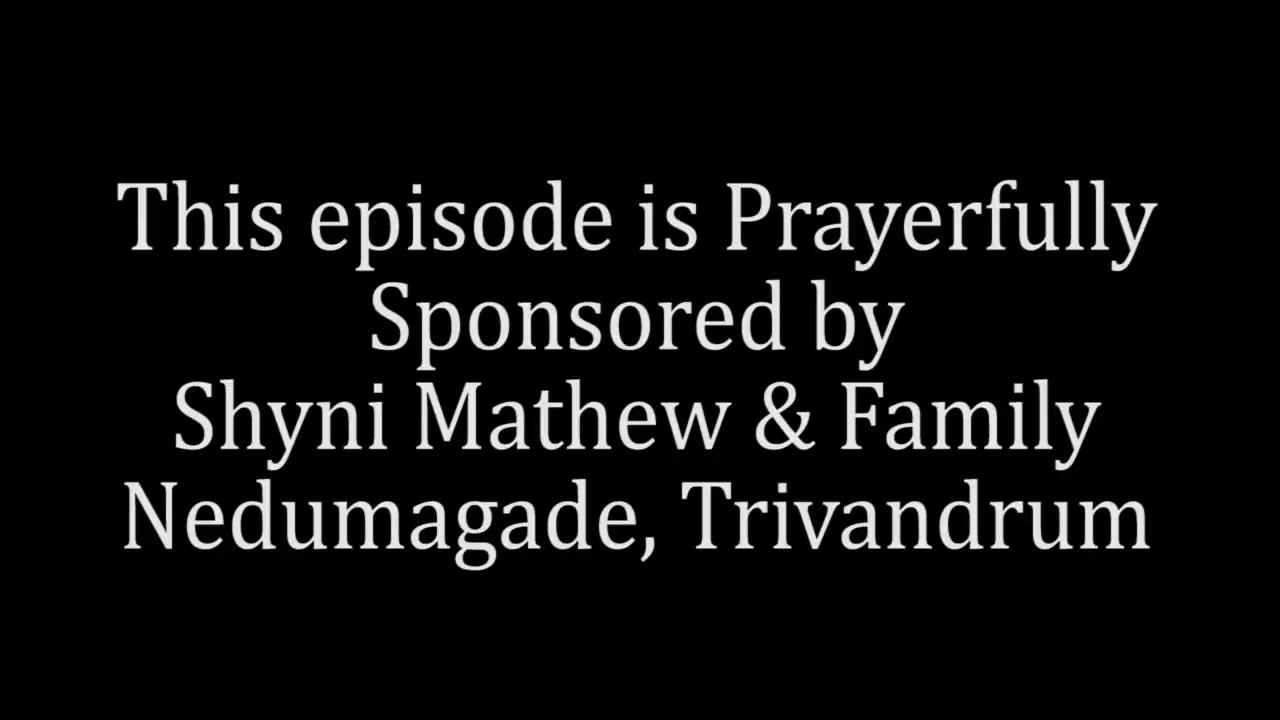 This episode is Prayerfully
Sponsored by
Shyni Mathew & Family
Nedumagade, Trivandrum